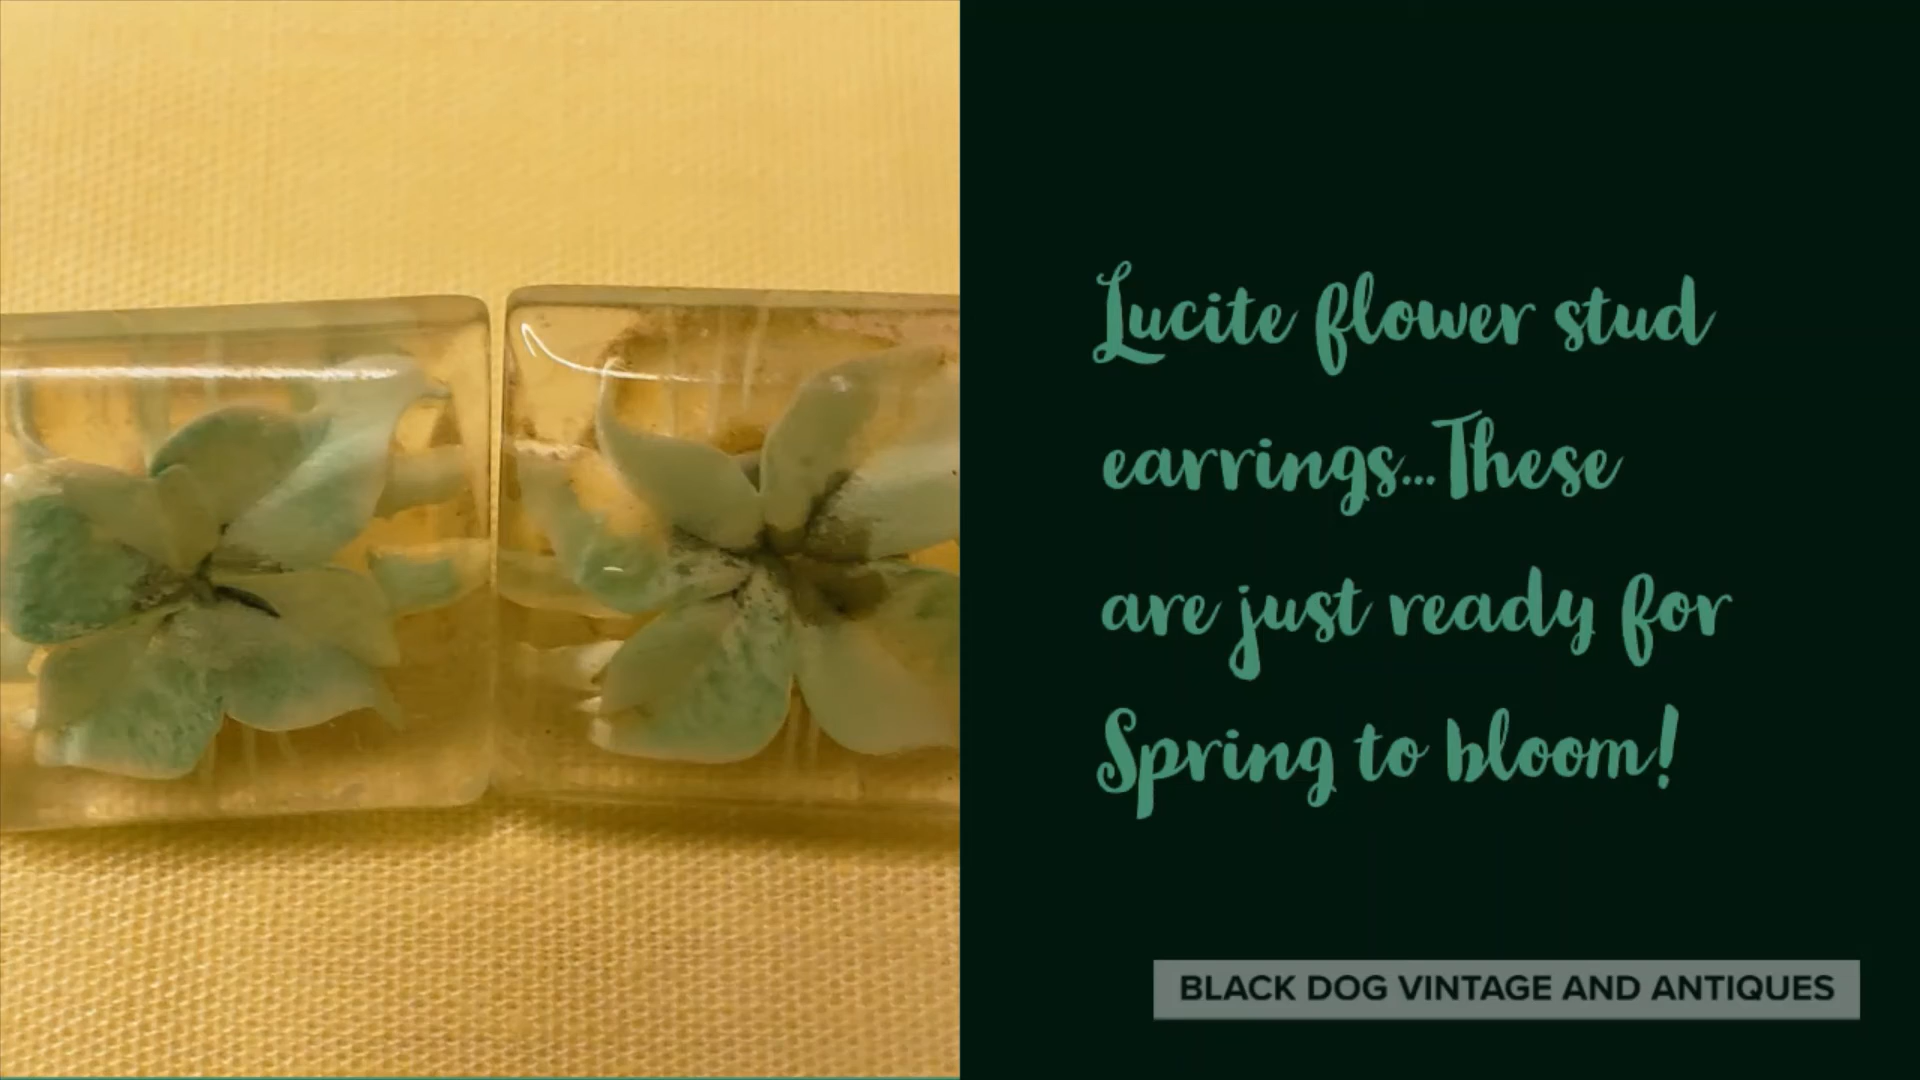 Lucite flower stud
earrings...These
are just ready for
Spring to bloom!
BLACK DOG VINTAGE AND ANTIQUES